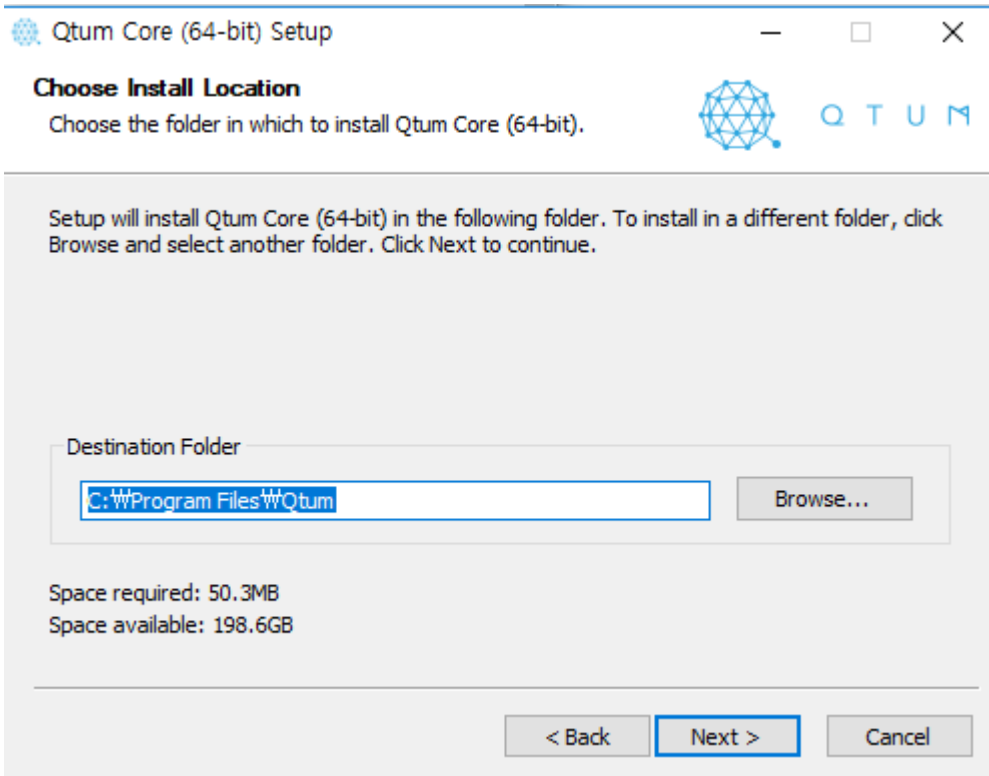 Qtum Core (64-bit) Setup
Choose Install Location
Choose the folder in which to install Qtum Core (64-bit).
QTUM
Setup will install Qtum Core (64-bit) in the following folder. To install in a different folder, click
Browse and select another folder. Click Next to continue.
Destination Folder
C:₩Program Files₩Qtum
Browse...
Space required: 50.3MB
Space available: 198.6GB
< Back
Next >
Cancel